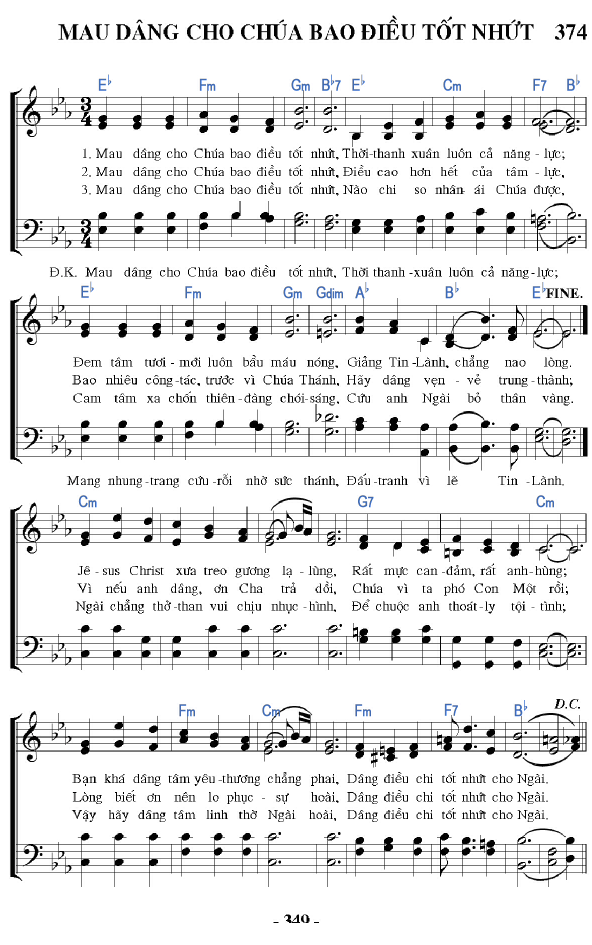 MAU DÂNG CHO CHÚA BAO ĐIỀU TỐT NHỨT 374
E♭ Fm Gm B♭7 E♭ Cm F7 B♭
1. Mau dâng cho Chúa bao điều tốt nhứt, Thời-thanh xuân luôn cả năng-lực;
2. Mau dâng cho Chúa bao điều tốt nhứt, Điều cao hơn hết của tâm-lực,
3. Mau dâng cho Chúa bao điều tốt nhứt, Nào chi so nhân-ái Chúa được,
Đ.K. Mau dâng cho Chúa bao điều tốt nhứt, Thời thanh-xuân luôn cả năng-lực;
E♭ Fm Gm Gdim A♭ B♭ E♭ FINE.
Đem tâm tươi-mới luôn bầu máu nóng, Giảng Tin-Lành, chẳng nao lòng.
Bao nhiêu công-tác, trước vì Chúa Thánh, Hãy dâng vẹn-vẻ trung-thành;
Cam tâm xa chốn thiên-đàng chói-sáng, Cứu anh Ngài bỏ thân vàng.
Mang nhung-trang cứu-rỗi nhờ sức thánh, Đấu-tranh vì lẽ Tin-Lành.
Cm G7 Cm
Jê-sus Christ xưa treo gương lạ-lùng, Rất mực can-đảm, rất anh-hùng;
Vì nếu anh dâng, ơn Cha trả dồi, Chúa vì ta phó Con Một rồi;
Ngài chẳng thở-than vui chịu nhục-hình, Để chuộc anh thoát-ly tội-tình;
Fm Cm Fm F7 B♭ D.C.
Bạn khá dâng tâm yêu-thương chẳng phai, Dâng điều chi tốt nhứt cho Ngài.
Lòng biết ơn nên lo phục-sự hoài, Dâng điều chi tốt nhứt cho Ngài.
Vậy hãy dâng tâm linh thờ Ngài hoài, Dâng điều chi tốt nhứt cho Ngài.
- 349 -